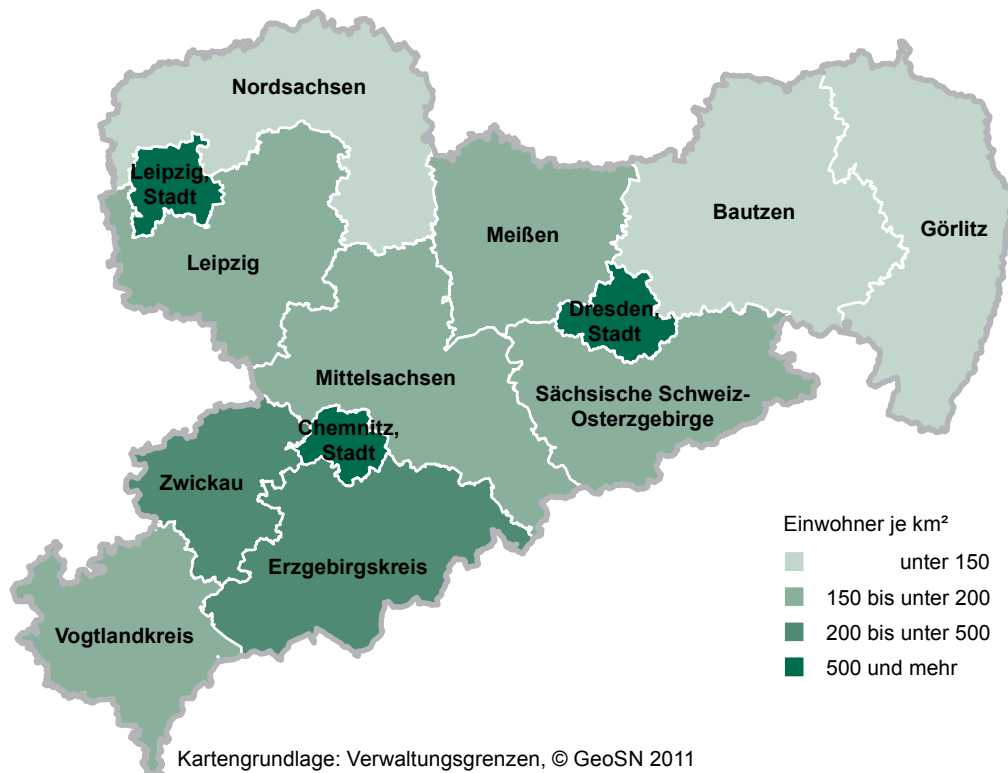 Nordsachsen
Leipzig,
Stadt
Leipzig
Meißen
Bautzen
Görlitz
Dresden,
Stadt
Mittelsachsen
Sächsische Schweiz-
Osterzgebirge
Chemnitz,
Stadt
Zwickau
Erzgebirgskreis
Vogtlandkreis
Einwohner je km²
unter 150
150 bis unter 200
200 bis unter 500
500 und mehr
Kartengrundlage: Verwaltungsgrenzen, © GeoSN 2011